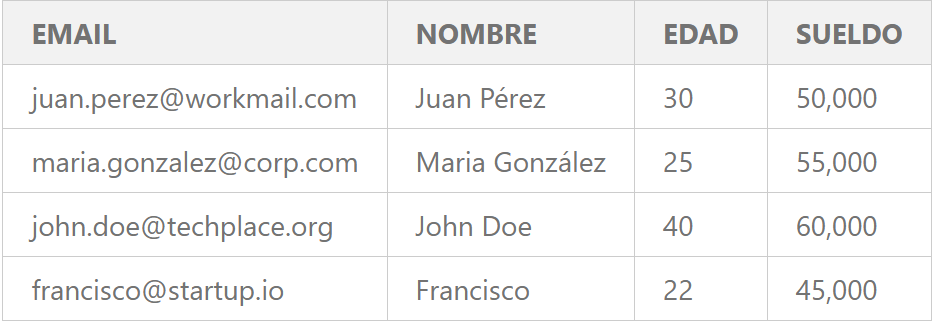 EMAIL NOMBRE EDAD SUELDO
juan.perez@workmail.com Juan Pérez 30 50,000
maria.gonzalez@corp.com Maria González 25 55,000
john.doe@techplace.org John Doe 40 60,000
francisco@startup.io Francisco 22 45,000